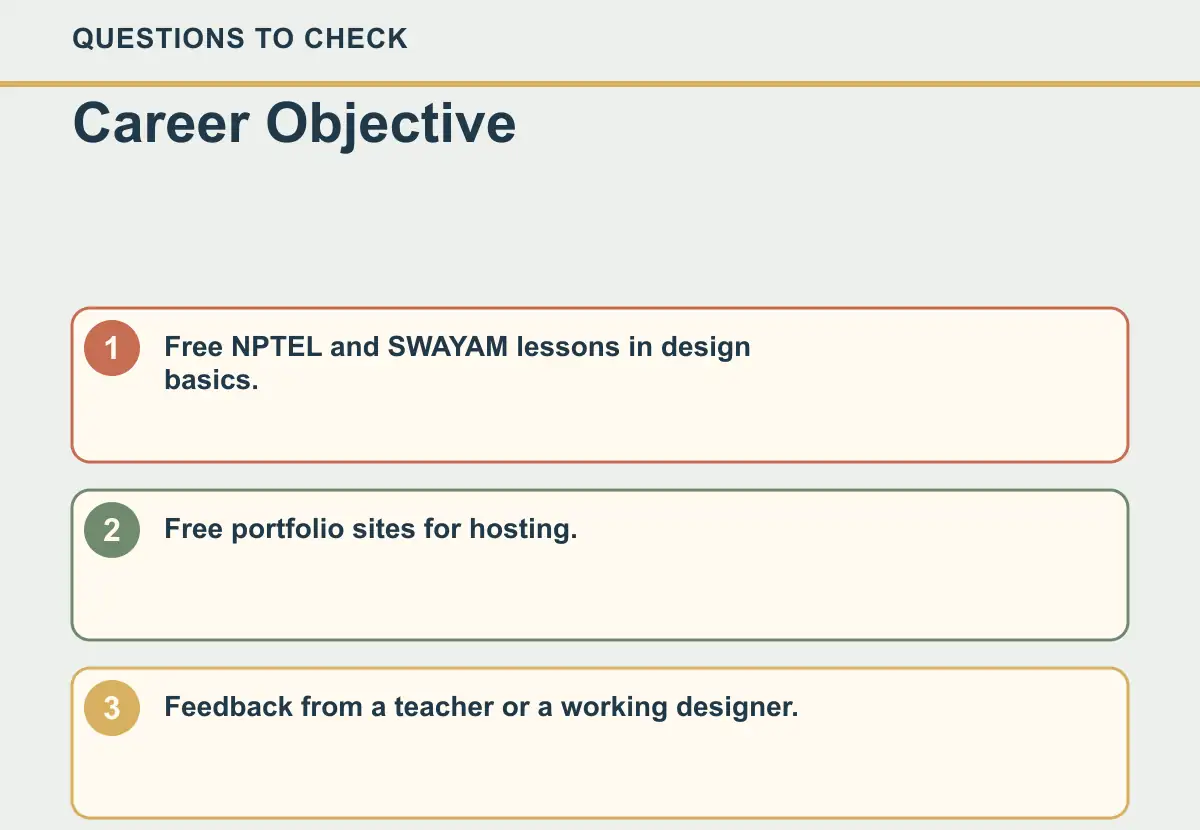 QUESTIONS TO CHECK
Career Objective
1
Free NPTEL and SWAYAM lessons in design
basics.
2
Free portfolio sites for hosting.
3
Feedback from a teacher or a working designer.